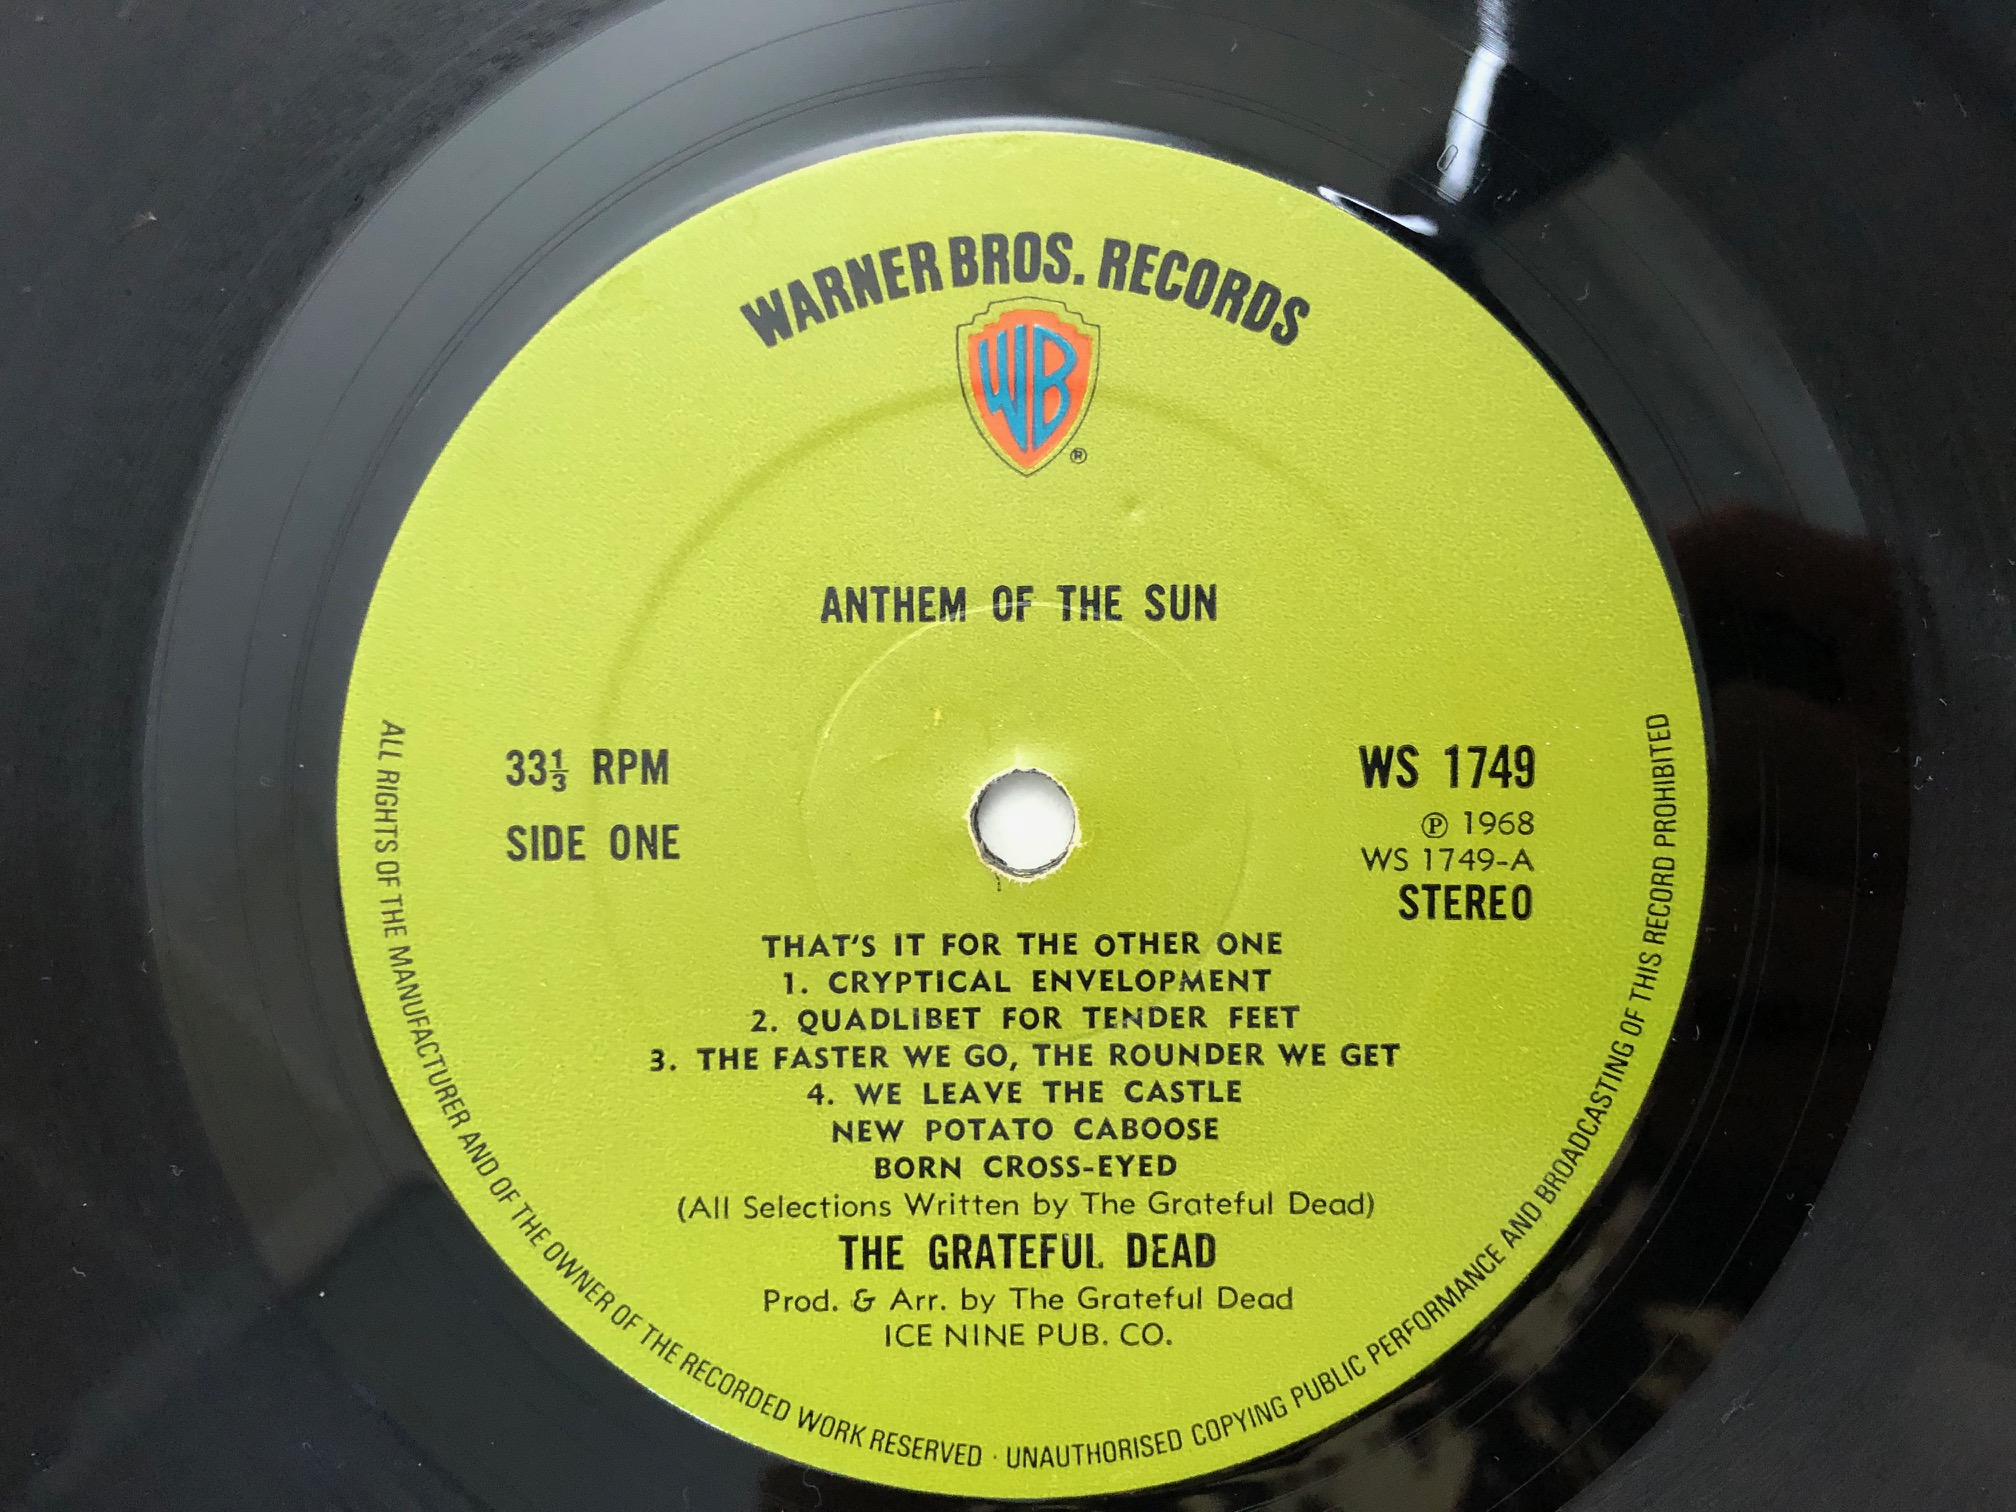 WARNER BROS. RECORDS
WB
®
ANTHEM OF THE SUN
33⅓ RPM
SIDE ONE
WS 1749
℗ 1968
WS 1749-A
STEREO
THAT'S IT FOR THE OTHER ONE
1. CRYPTICAL ENVELOPMENT
2. QUADLIBET FOR TENDER FEET
3. THE FASTER WE GO, THE ROUNDER WE GET
4. WE LEAVE THE CASTLE
NEW POTATO CABOOSE
BORN CROSS-EYED
(All Selections Written by The Grateful Dead)
THE GRATEFUL DEAD
Prod. & Arr. by The Grateful Dead
ICE NINE PUB. CO.
ALL RIGHTS OF THE MANUFACTURER AND OF THE OWNER OF THE RECORDED WORK RESERVED · UNAUTHORISED COPYING PUBLIC PERFORMANCE AND BROADCASTING OF THIS RECORD PROHIBITED